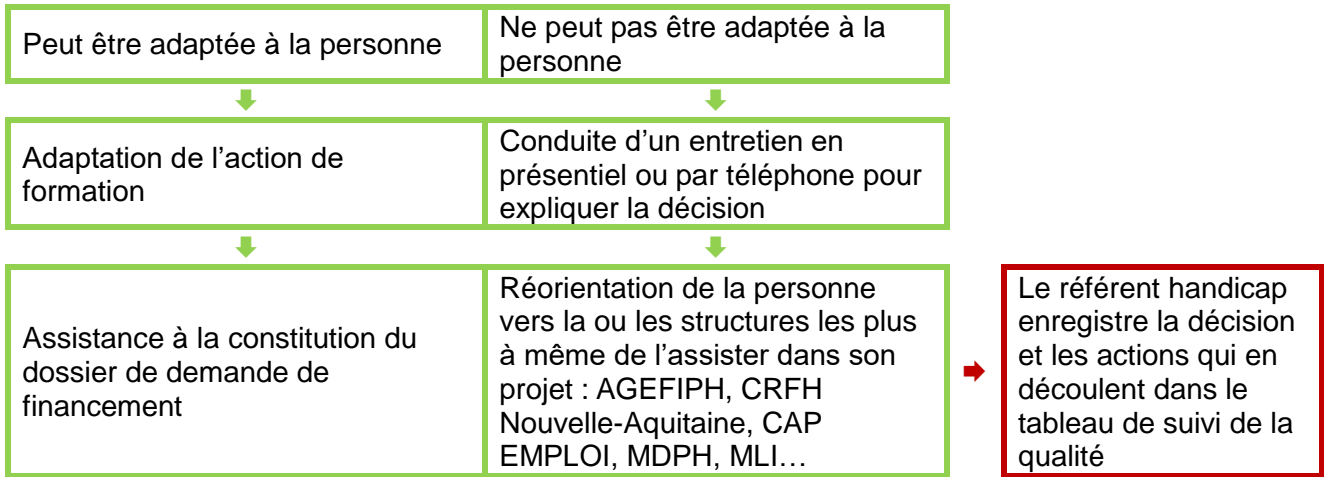 Peut être adaptée à la personne
Ne peut pas être adaptée à la
personne
Adaptation de l’action de
formation
Conduite d’un entretien en
présentiel ou par téléphone pour
expliquer la décision
Assistance à la constitution du
dossier de demande de
financement
Réorientation de la personne
vers la ou les structures les plus
à même de l’assister dans son
projet : AGEFIPH, CRFH
Nouvelle-Aquitaine, CAP
EMPLOI, MDPH, MLI…
Le référent handicap
enregistre la décision
et les actions qui en
découlent dans le
tableau de suivi de la
qualité